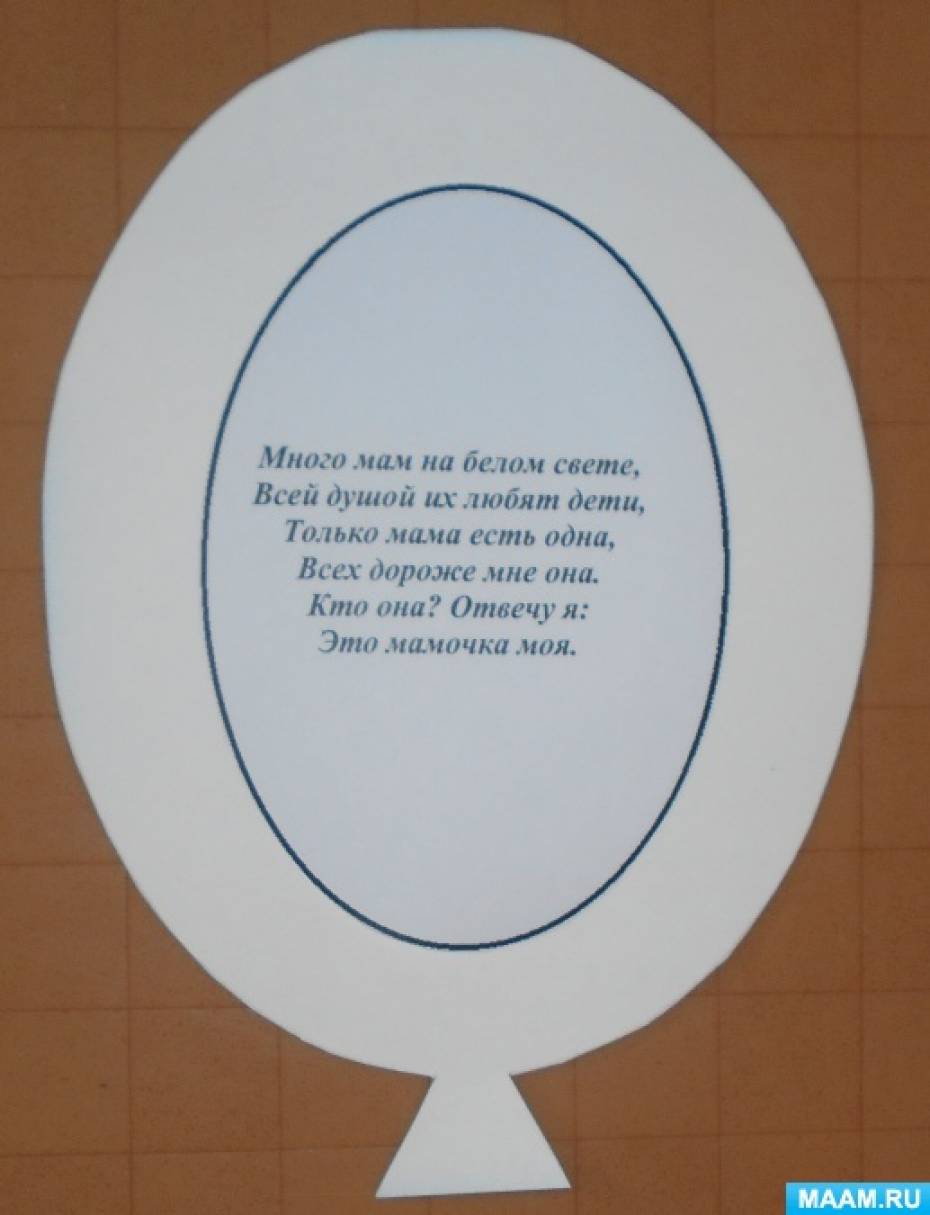 Много мам на белом свете,
Всей душой их любят дети,
Только мама есть одна,
Всех дороже мне она.
Кто она? Отвечу я:
Это мамочка моя.
MAAM.RU